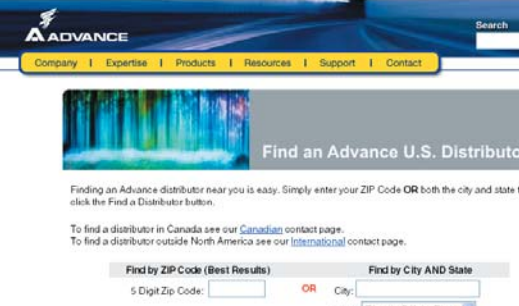 Search
ADVANCE
Company | Expertise | Products | Resources | Support | Contact
Find an Advance U.S. Distributo
Finding an Advance distributor near you is easy. Simply enter your ZIP Code OR both the city and state
click the Find a Distributor button.
To find a distributor in Canada see our Canadian contact page.
To find a distributor outside North America see our International contact page.
Find by ZIP Code (Best Results)
Find by City AND State
5 Digit Zip Code:
OR
City: